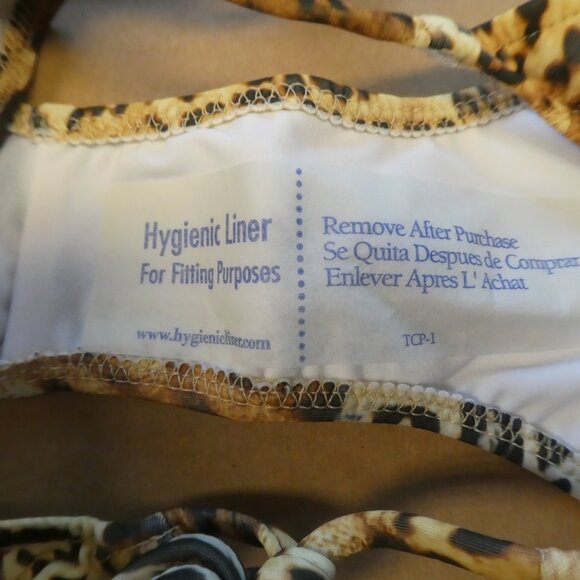 Hygienic Liner
For Fitting Purposes
www.hygienicliner.com
Remove After Purchase
Se Quita Despues de Comprar
Enlever Apres L' Achat
TCP-1